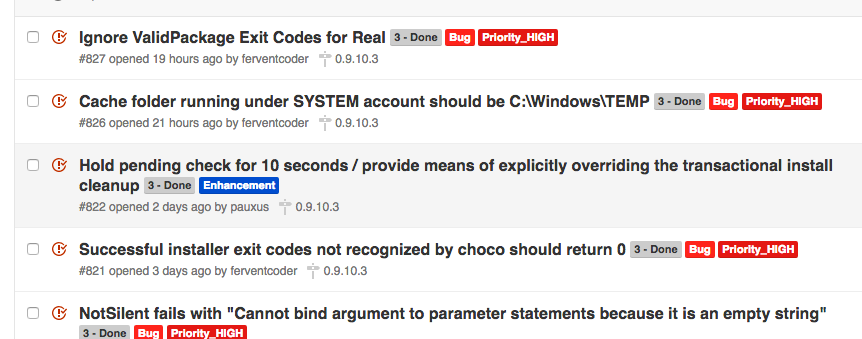 Ignore ValidPackage Exit Codes for Real 3 - Done Bug Priority_HIGH
#827 opened 19 hours ago by ferventcoder 0.9.10.3
Cache folder running under SYSTEM account should be C:\Windows\TEMP 3 - Done Bug Priority_HIGH
#826 opened 21 hours ago by ferventcoder 0.9.10.3
Hold pending check for 10 seconds / provide means of explicitly overriding the transactional install
cleanup 3 - Done Enhancement
#822 opened 2 days ago by pauxus 0.9.10.3
Successful installer exit codes not recognized by choco should return 0 3 - Done Bug Priority_HIGH
#821 opened 3 days ago by ferventcoder 0.9.10.3
NotSilent fails with "Cannot bind argument to parameter statements because it is an empty string"
3 - Done Bug Priority_HIGH